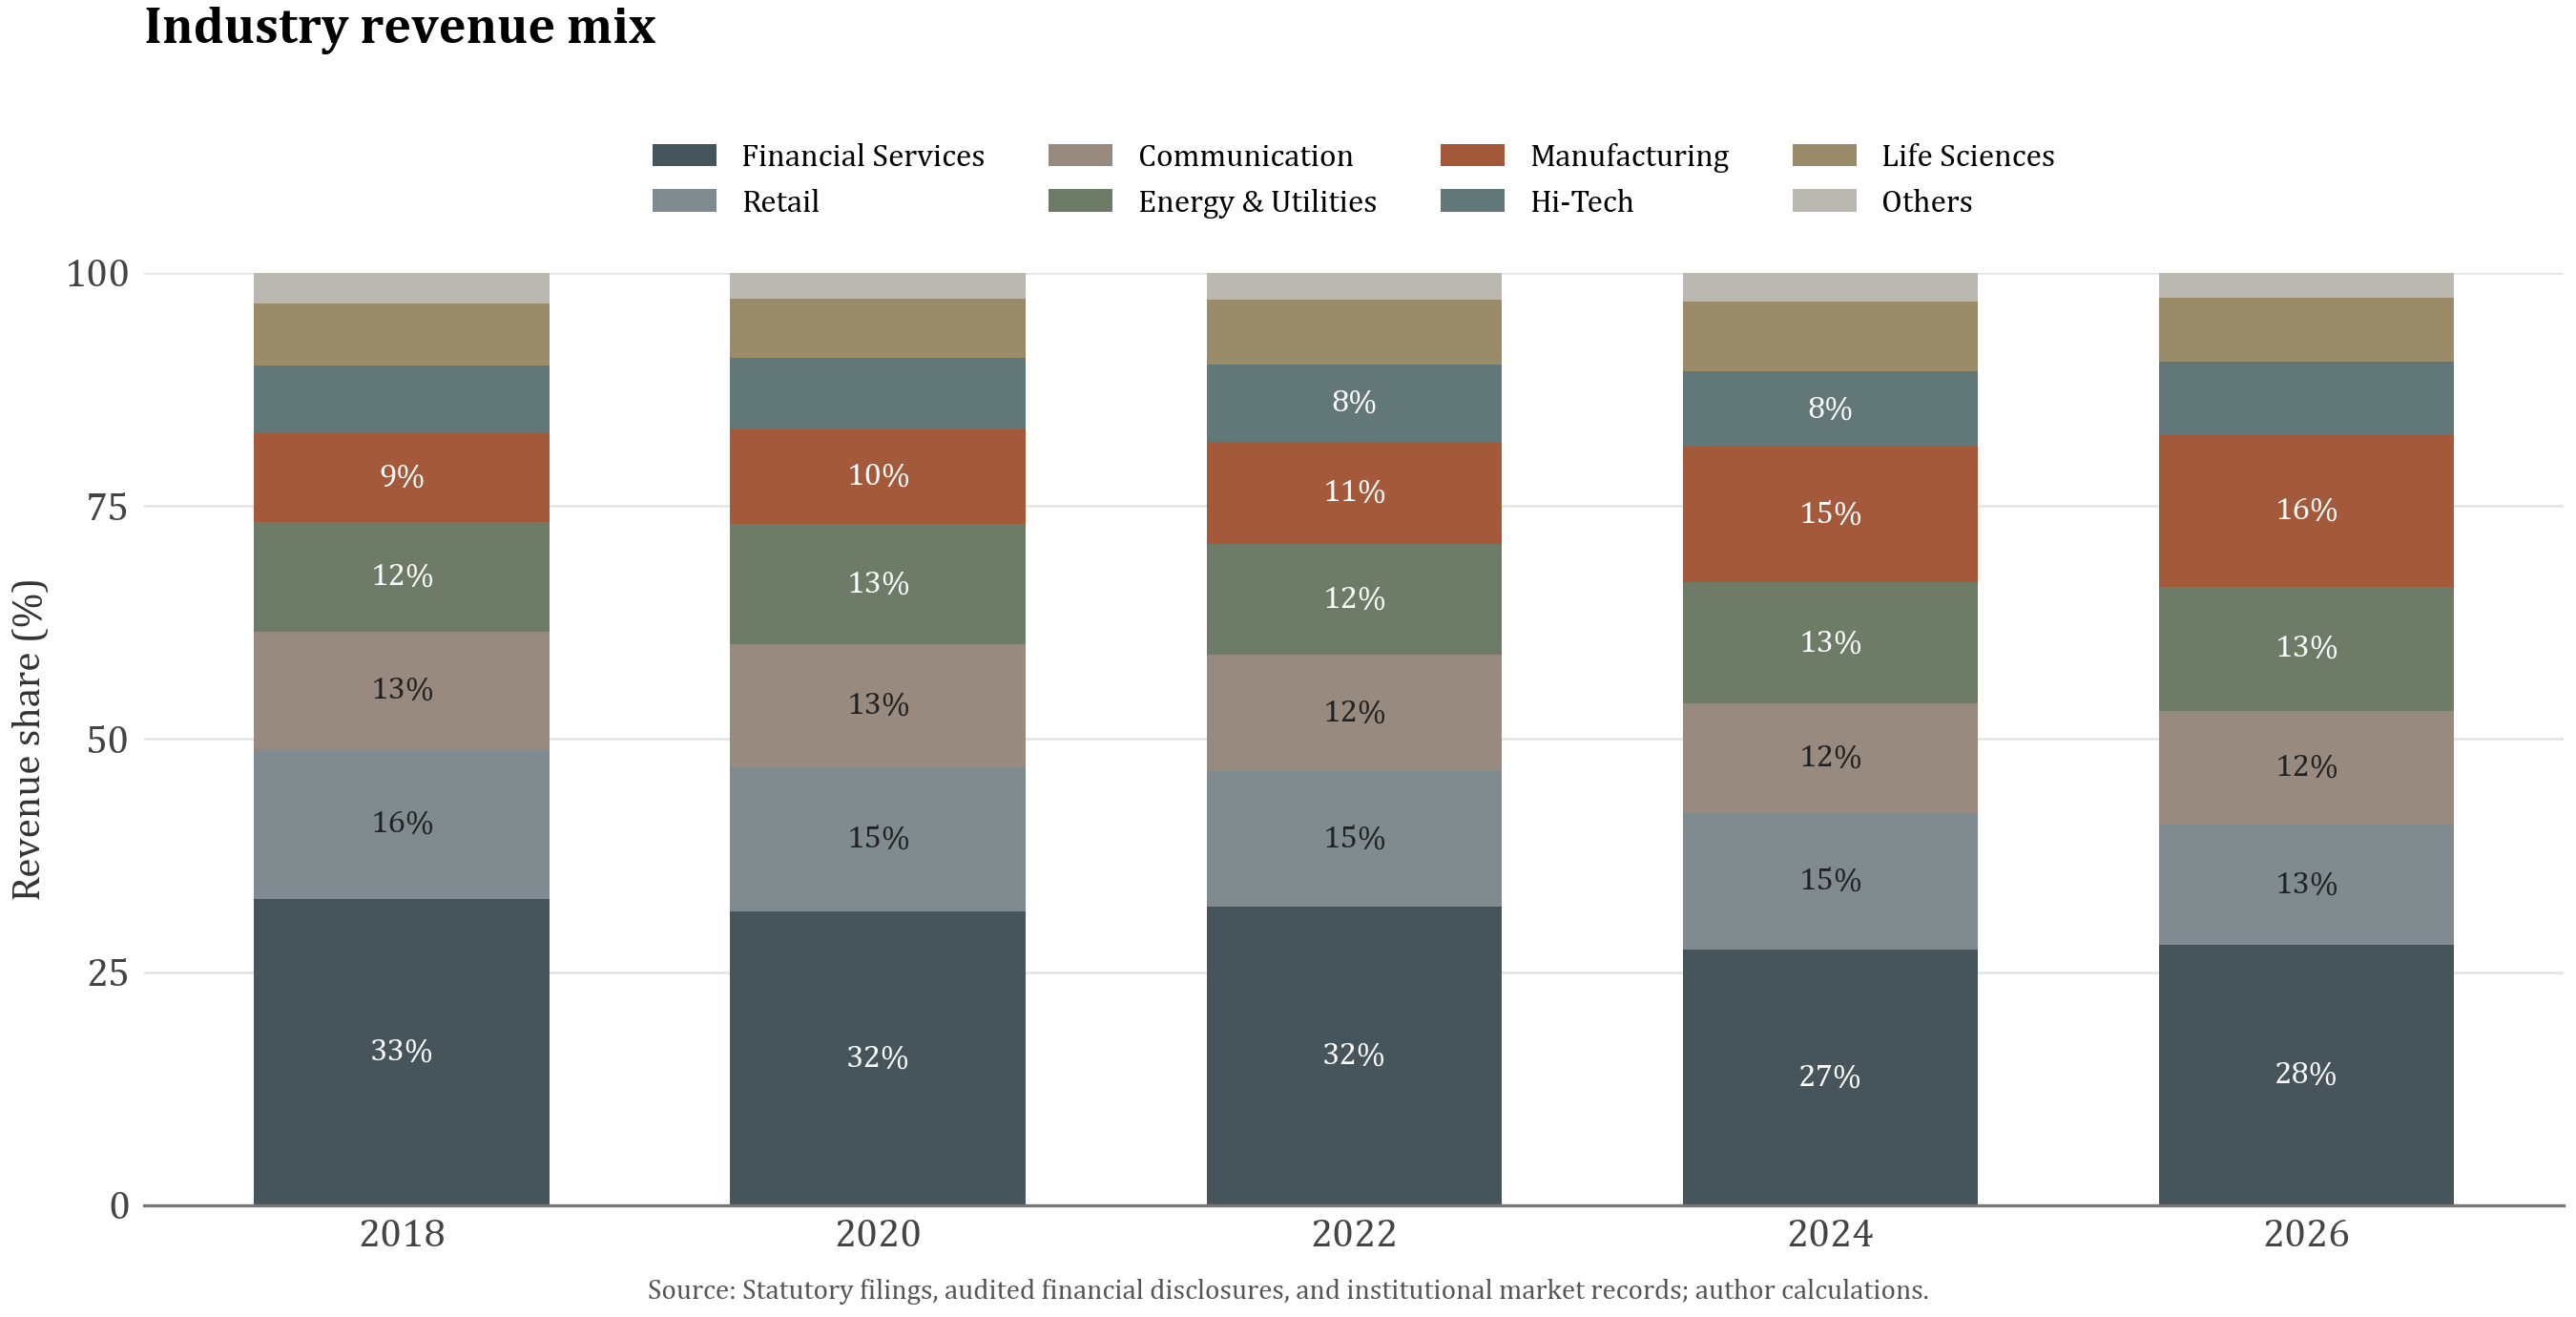 Industry revenue mix
Financial Services Communication Manufacturing Life Sciences
Retail Energy & Utilities Hi-Tech Others
Revenue share (%)
100
75
50
25
0
8% 8%
9% 10% 11% 15% 16%
12% 13% 12% 13% 13%
13% 13% 12% 12% 12%
16% 15% 15% 15% 13%
33% 32% 32% 27% 28%
2018 2020 2022 2024 2026
Source: Statutory filings, audited financial disclosures, and institutional market records; author calculations.